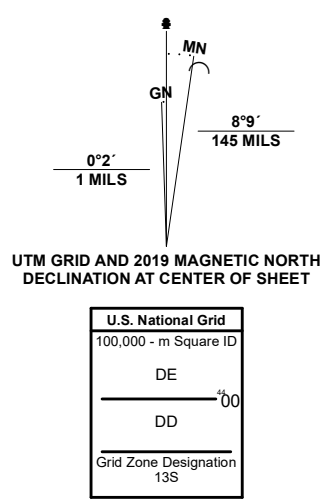 MN
GN
8°9´
145 MILS
0°2´
1 MILS
UTM GRID AND 2019 MAGNETIC NORTH
DECLINATION AT CENTER OF SHEET
U.S. National Grid
100,000 - m Square ID
DE
44 00
DD
Grid Zone Designation
13S